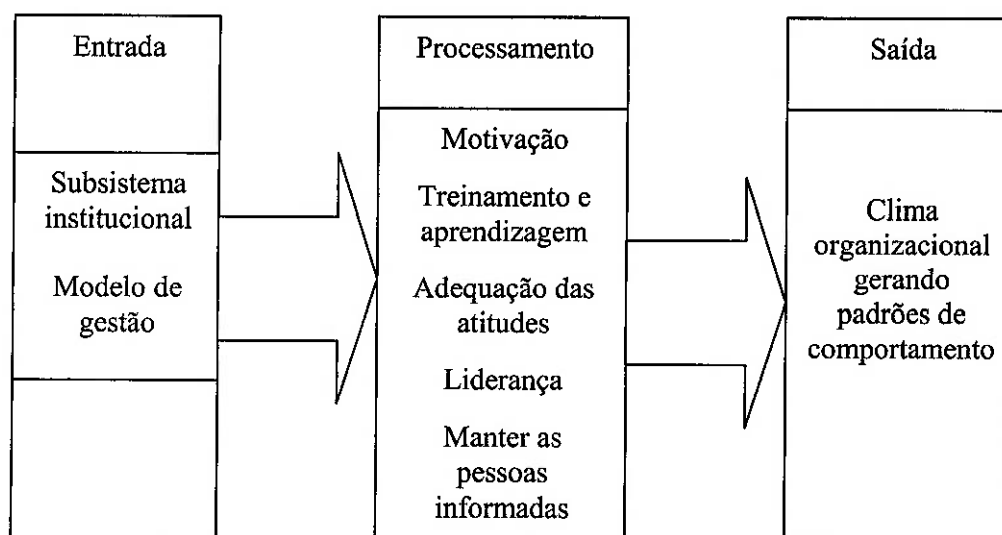 Entrada
Subsistema
institucional
Modelo de
gestão
Processamento
Motivação
Treinamento e
aprendizagem
Adequação das
atitudes
Liderança
Manter as
pessoas
informadas
Saída
Clima
organizacional
gerando
padrões de
comportamento